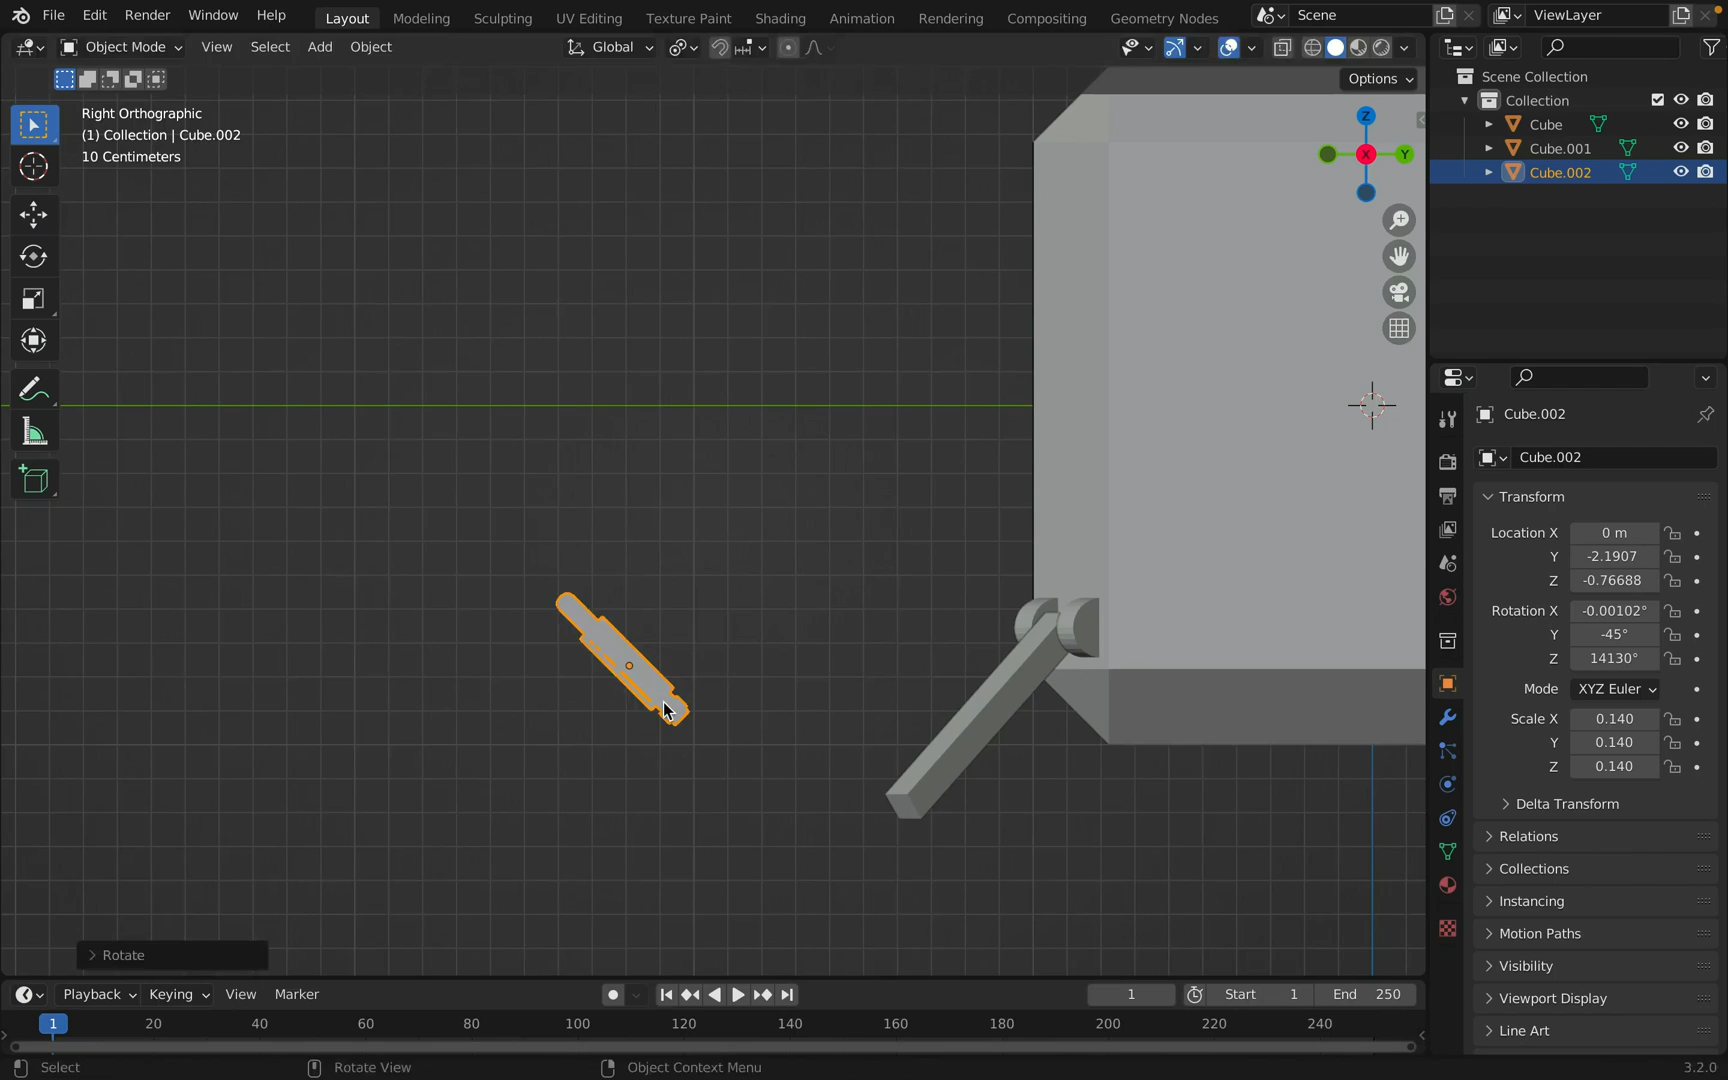 File Edit Render Window Help Layout Modeling Sculpting UV Editing Texture Paint Shading Animation Rendering Compositing Geometry Nodes Scene ViewLayer
Object Mode View Select Add Object Global
Options
Right Orthographic
(1) Collection | Cube.002
10 Centimeters
Z
X
Y
Scene Collection
Collection
Cube
Cube.001
Cube.002
Cube.002
Cube.002
Transform
Location X 0 m
Y -2.1907
Z -0.76688
Rotation X -0.00102°
Y -45°
Z 14130°
Mode XYZ Euler
Scale X 0.140
Y 0.140
Z 0.140
Delta Transform
Relations
Collections
Instancing
Motion Paths
Visibility
Viewport Display
Line Art
Rotate
Playback Keying View Marker 1 Start 1 End 250
1 20 40 60 80 100 120 140 160 180 200 220 240
Select Rotate View Object Context Menu 3.2.0